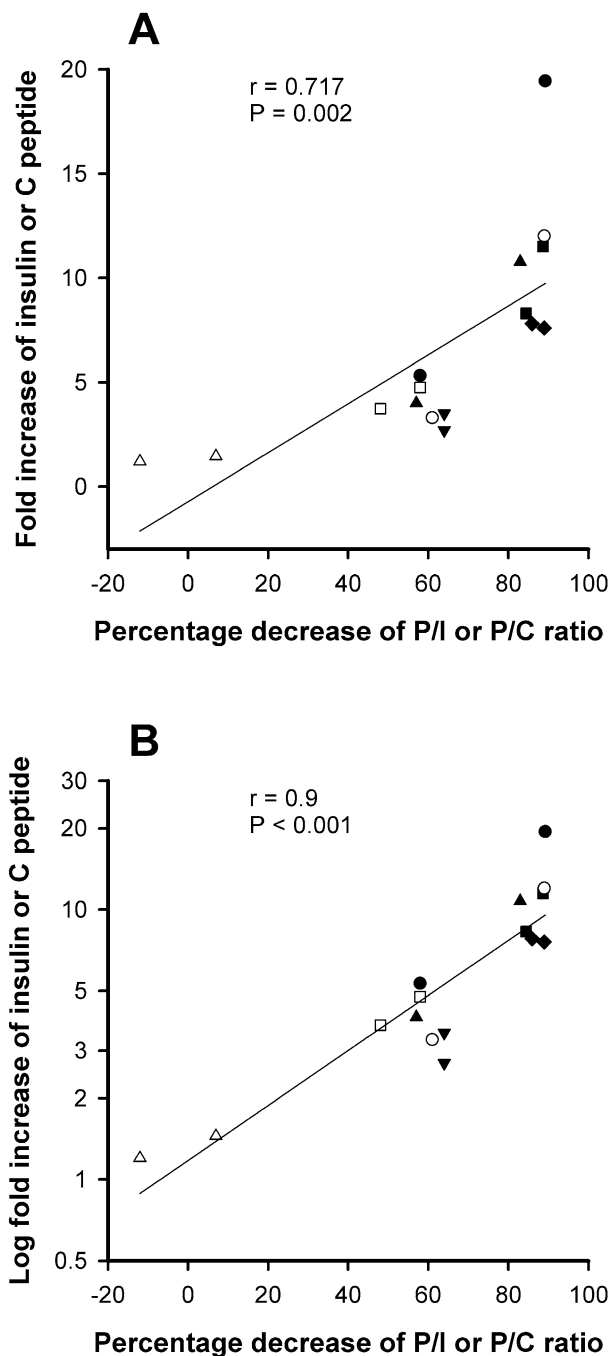 A
Fold increase of insulin or C peptide
20
15
10
5
0
r = 0.717
P = 0.002
-20 0 20 40 60 80 100
Percentage decrease of P/I or P/C ratio
B
Log fold increase of insulin or C peptide
30
20
10
5
3
2
1
0.5
r = 0.9
P < 0.001
-20 0 20 40 60 80 100
Percentage decrease of P/I or P/C ratio